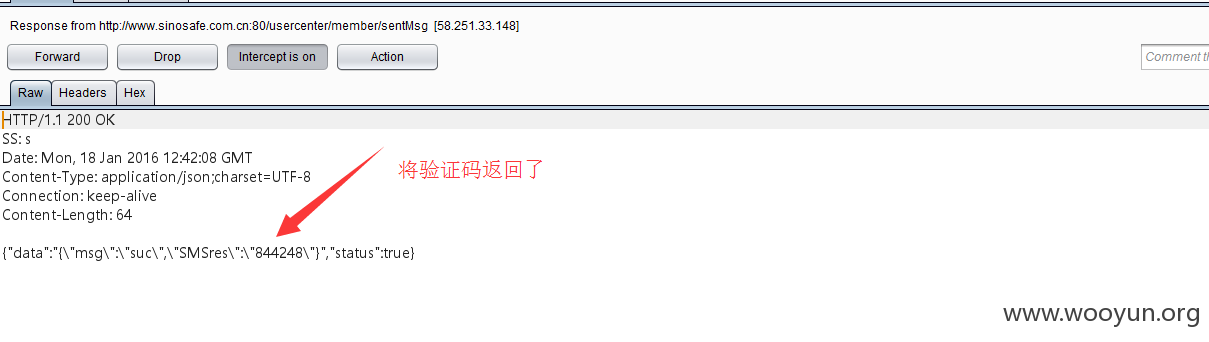 Response from http://www.sinosafe.com.cn:80/usercenter/member/sentMsg [58.251.33.148]
Forward Drop Intercept is on Action Comment th
Raw Headers Hex
HTTP/1.1 200 OK
SS: s
Date: Mon, 18 Jan 2016 12:42:08 GMT
Content-Type: application/json;charset=UTF-8
Connection: keep-alive
Content-Length: 64
将验证码返回了
{"data":"{\"msg\":\"suc\",\"SMSres\":\"844248\"}","status":true}
www.wooyun.org